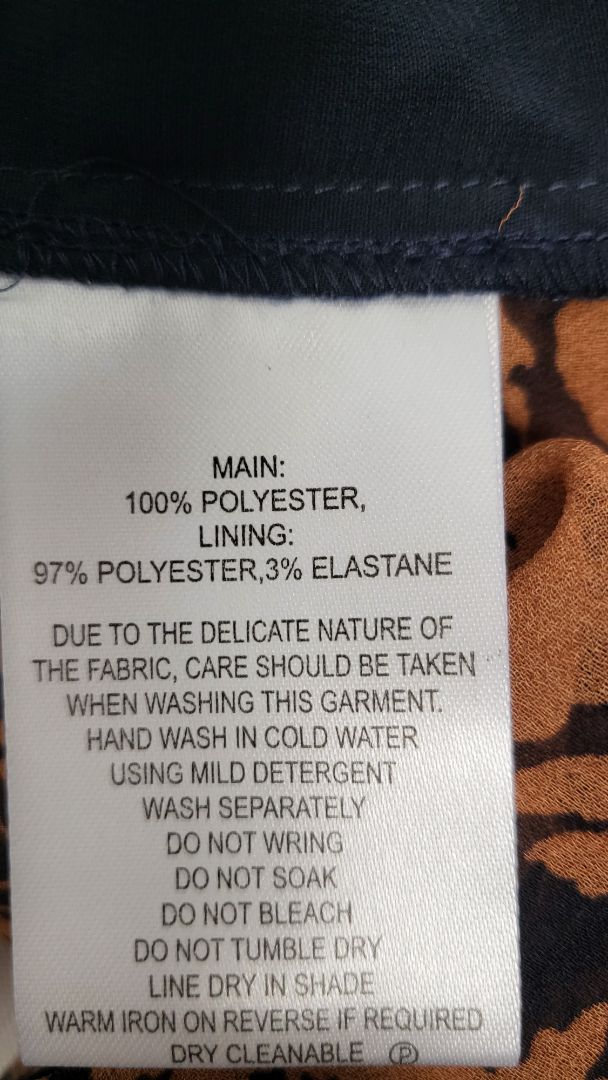 MAIN:
100% POLYESTER,
LINING:
97% POLYESTER,3% ELASTANE
DUE TO THE DELICATE NATURE OF
THE FABRIC, CARE SHOULD BE TAKEN
WHEN WASHING THIS GARMENT.
HAND WASH IN COLD WATER
USING MILD DETERGENT
WASH SEPARATELY
DO NOT WRING
DO NOT SOAK
DO NOT BLEACH
DO NOT TUMBLE DRY
LINE DRY IN SHADE
WARM IRON ON REVERSE IF REQUIRED
DRY CLEANABLE Ⓟ